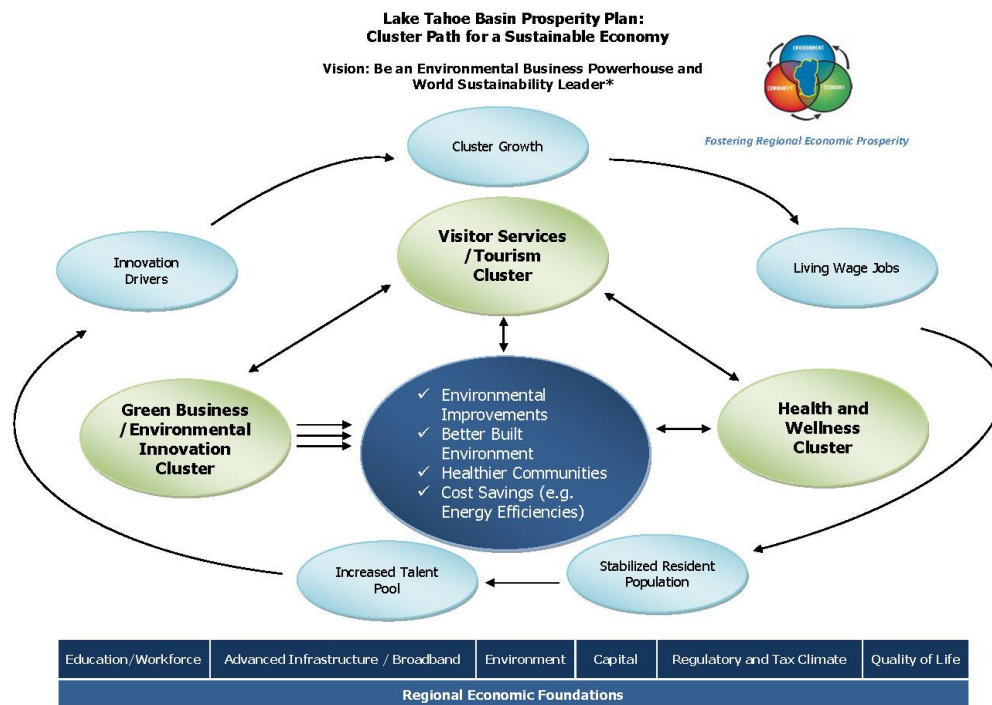 Lake Tahoe Basin Prosperity Plan:
Cluster Path for a Sustainable Economy
Vision: Be an Environmental Business Powerhouse and
World Sustainability Leader*
ENVIRONMENT
COMMUNITY
ECONOMY
Fostering Regional Economic Prosperity
Cluster Growth
Innovation
Drivers
Visitor Services
/Tourism
Cluster
Living Wage Jobs
Green Business
/Environmental
Innovation
Cluster
✓ Environmental
Improvements
✓ Better Built
Environment
✓ Healthier Communities
✓ Cost Savings (e.g.
Energy Efficiencies)
Health and
Wellness
Cluster
Increased Talent
Pool
Stabilized Resident
Population
Education/Workforce
Advanced Infrastructure / Broadband
Environment
Capital
Regulatory and Tax Climate
Quality of Life
Regional Economic Foundations